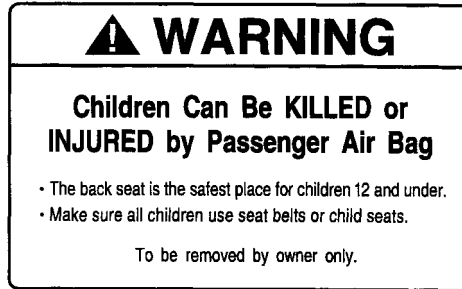 WARNING
Children Can Be KILLED or
INJURED by Passenger Air Bag
• The back seat is the safest place for children 12 and under.
• Make sure all children use seat belts or child seats.
To be removed by owner only.